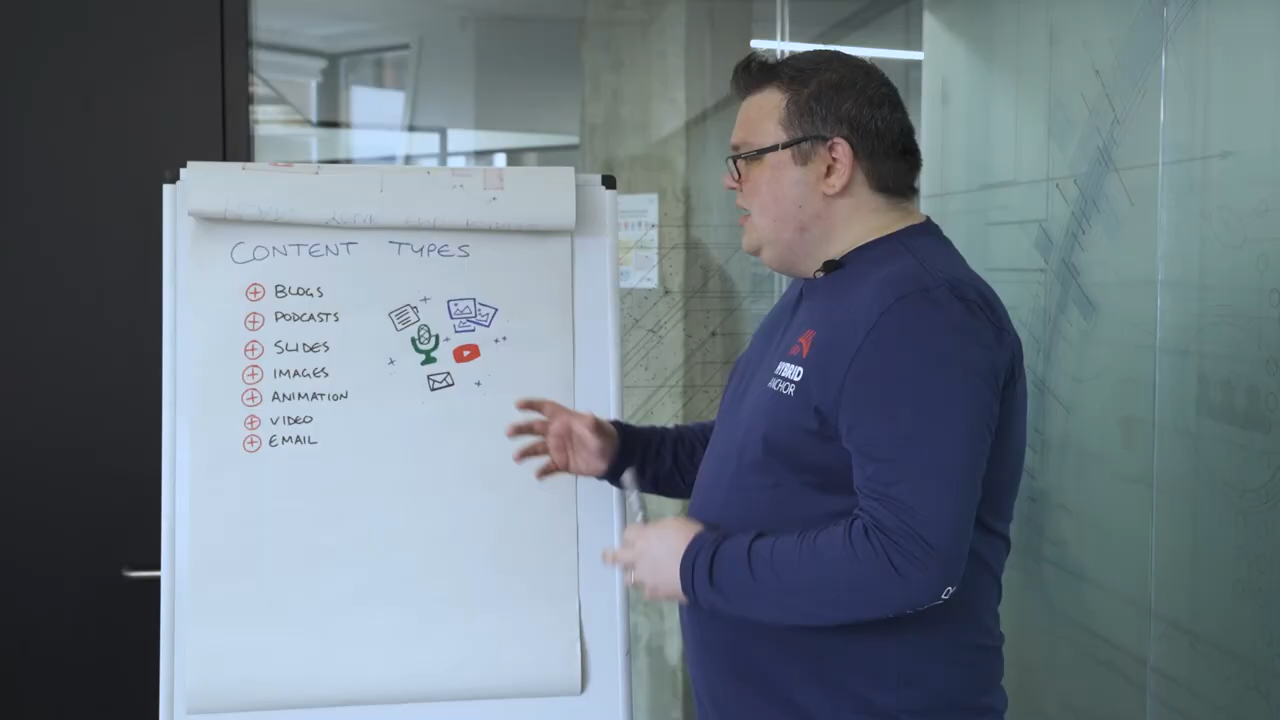 CONTENT TYPES
BLOGS
PODCASTS
SLIDES
IMAGES
ANIMATION
VIDEO
EMAIL
HYBRID
ANCHOR